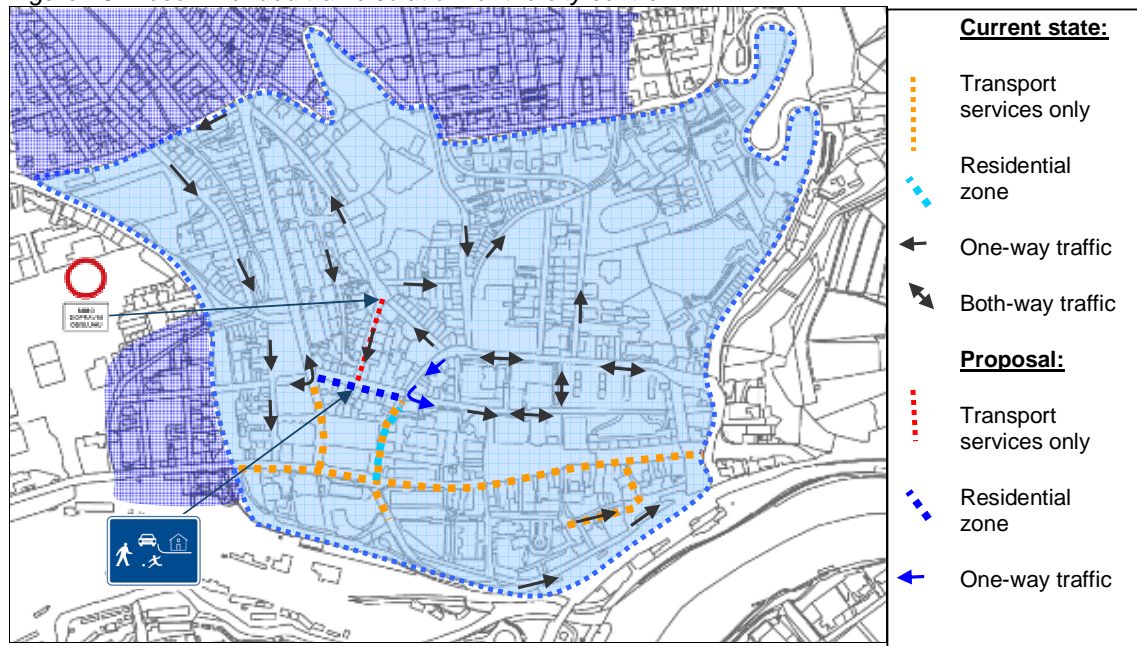 Current state:
Transport
services only
Residential
zone
One-way traffic
Both-way traffic
Proposal:
Transport
services only
Residential
zone
One-way traffic